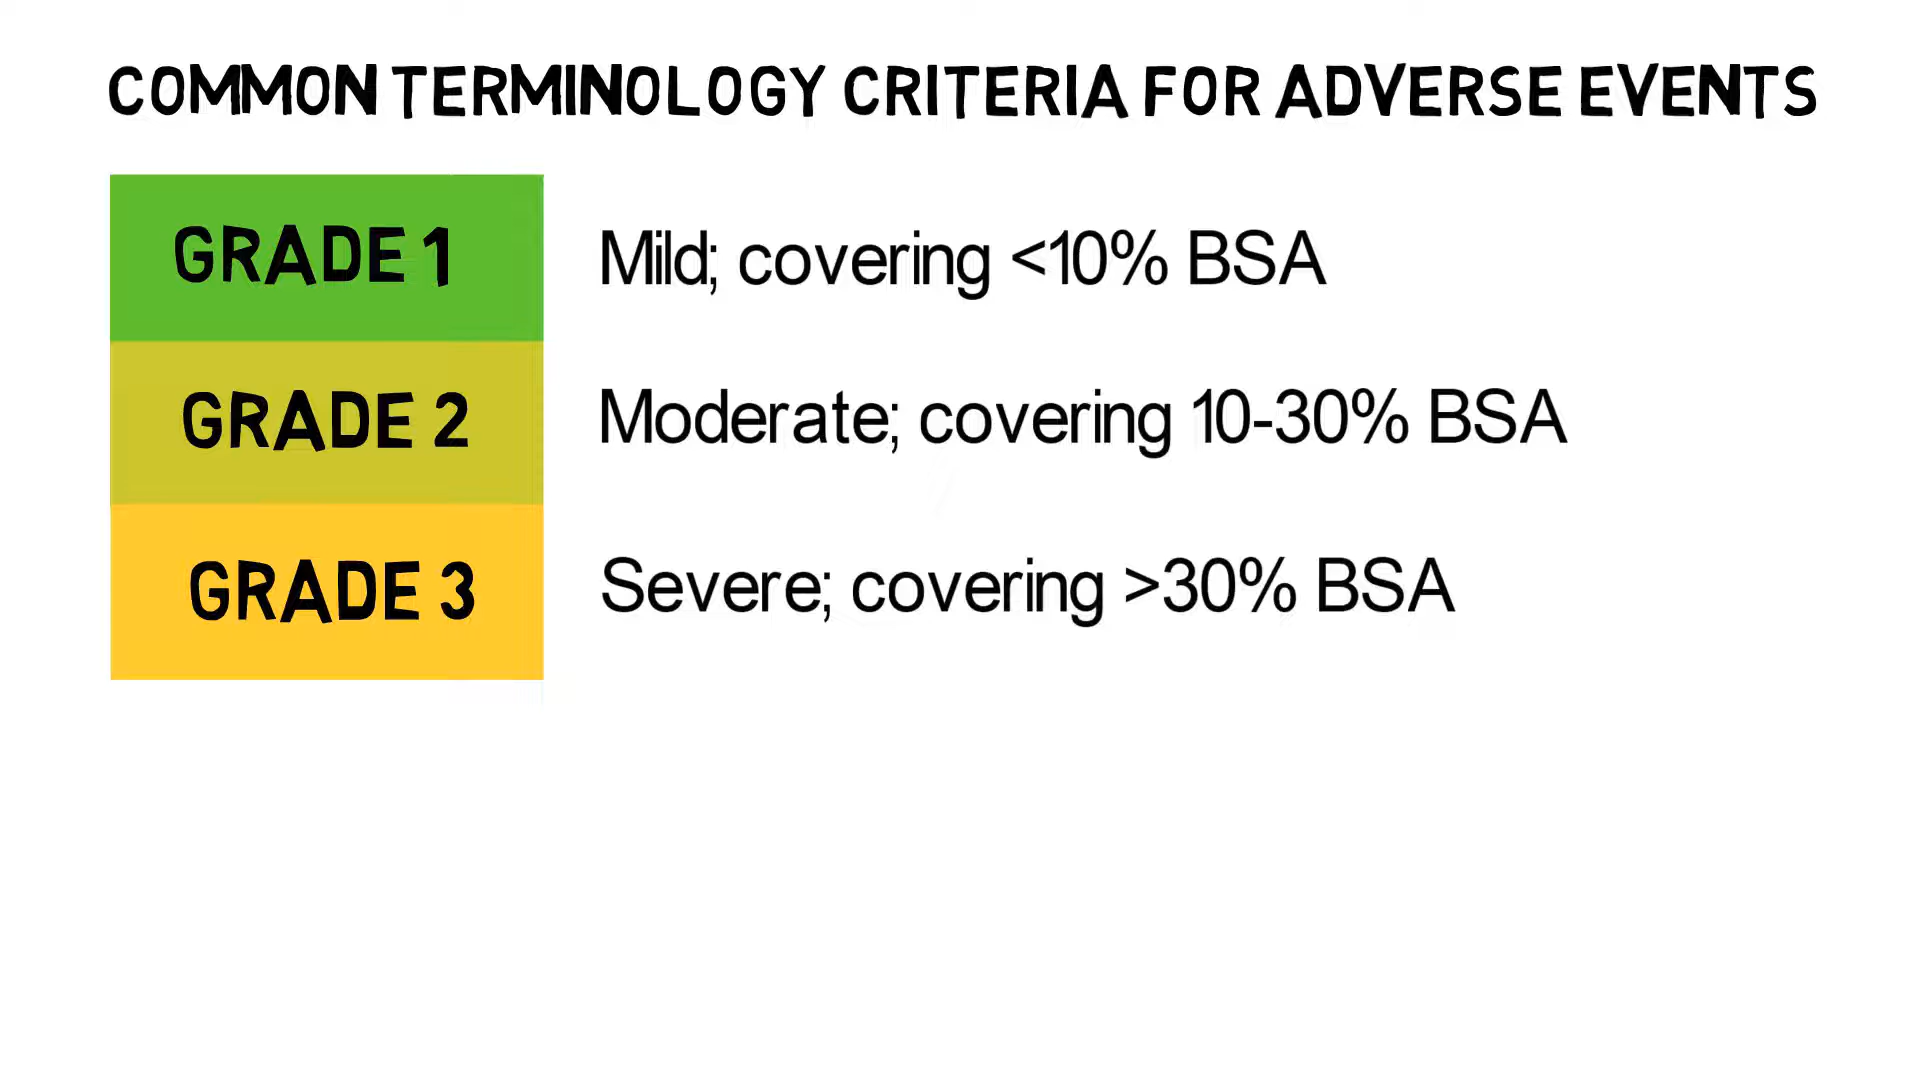 COMMON TERMINOLOGY CRITERIA FOR ADVERSE EVENTS
GRADE 1 Mild; covering <10% BSA
GRADE 2 Moderate; covering 10-30% BSA
GRADE 3 Severe; covering >30% BSA